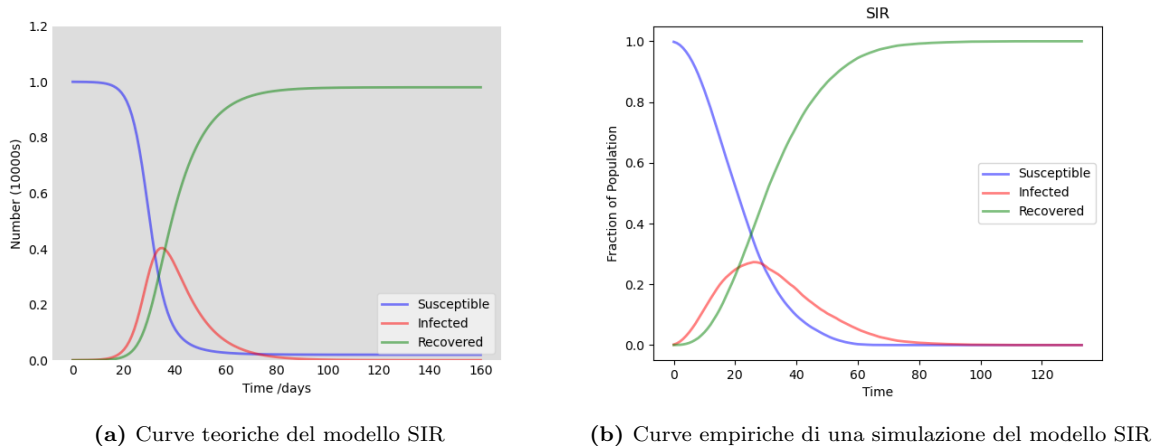 1.2
1.0
0.8
0.6
0.4
0.2
0.0
Number (10000s)
0 20 40 60 80 100 120 140 160
Time /days
Susceptible
Infected
Recovered
(a) Curve teoriche del modello SIR
SIR
1.0
0.8
0.6
0.4
0.2
0.0
Fraction of Population
0 20 40 60 80 100 120
Time
Susceptible
Infected
Recovered
(b) Curve empiriche di una simulazione del modello SIR